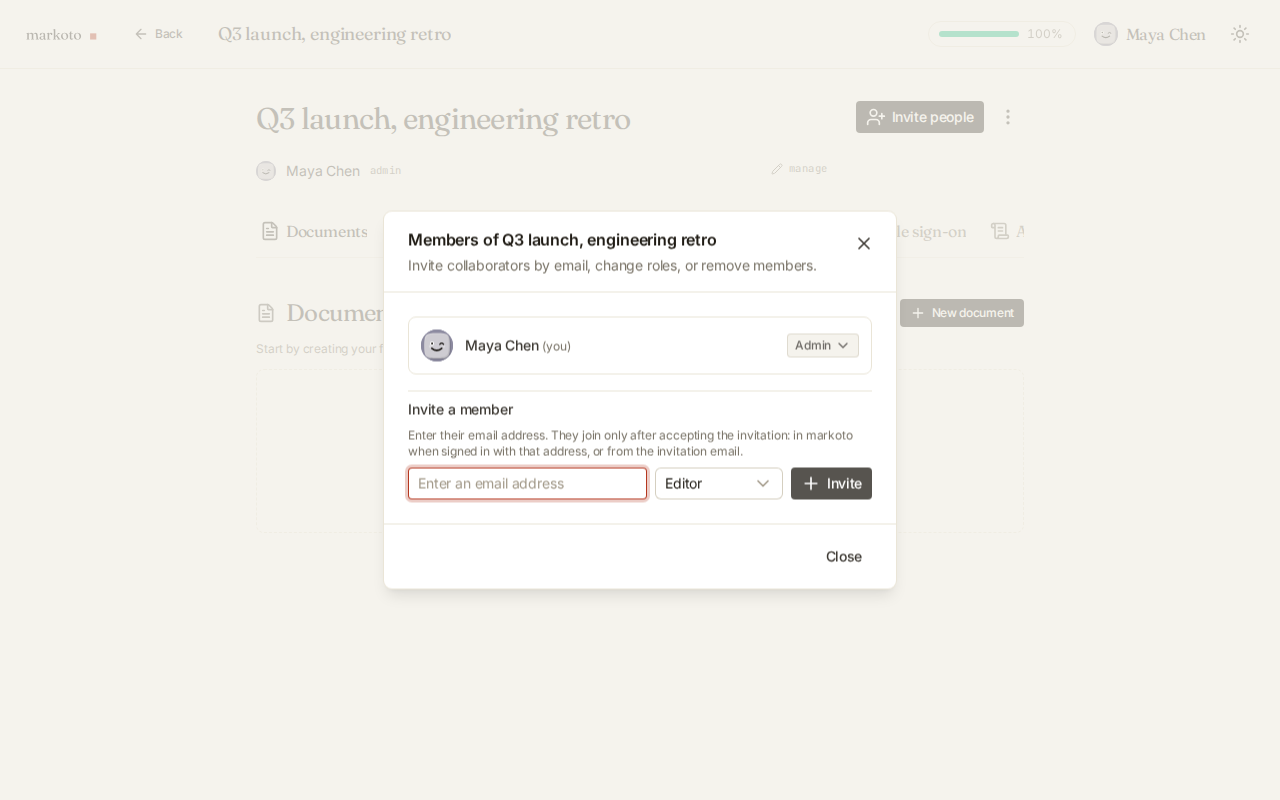 markoto
Back
Q3 launch, engineering retro
100%
Maya Chen
Q3 launch, engineering retro
Invite people
Maya Chen admin
manage
Documents
le sign-on
Members of Q3 launch, engineering retro
Invite collaborators by email, change roles, or remove members.
New document
Start by creating your
Maya Chen (you)
Admin
Invite a member
Enter their email address. They join only after accepting the invitation: in markoto
when signed in with that address, or from the invitation email.
Enter an email address
Editor
Invite
Close